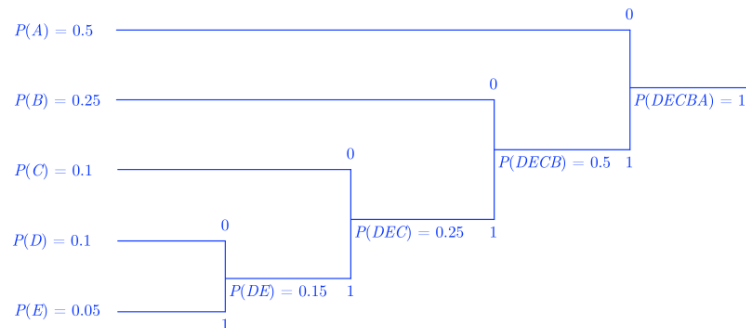 0
P(A) = 0.5
0
P(B) = 0.25
P(DECBA) = 1
0
P(DECB) = 0.5 1
P(C) = 0.1
0
P(DEC) = 0.25 1
P(D) = 0.1
P(DE) = 0.15 1
P(E) = 0.05
1